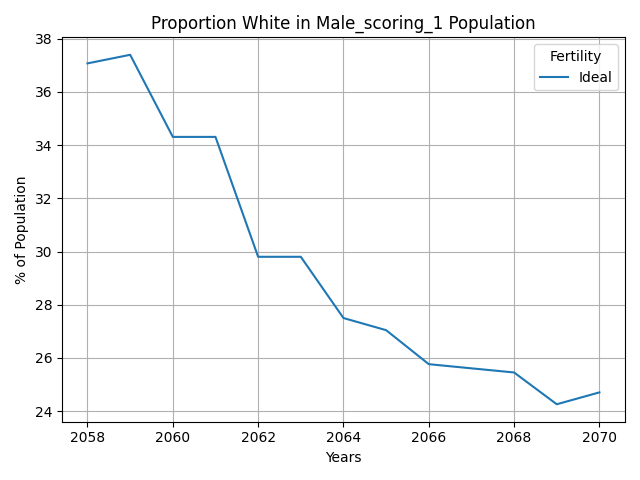 Proportion White in Male_scoring_1 Population
38
36
34
32
30
28
26
24
% of Population
Fertility
Ideal
2058 2060 2062 2064 2066 2068 2070
Years